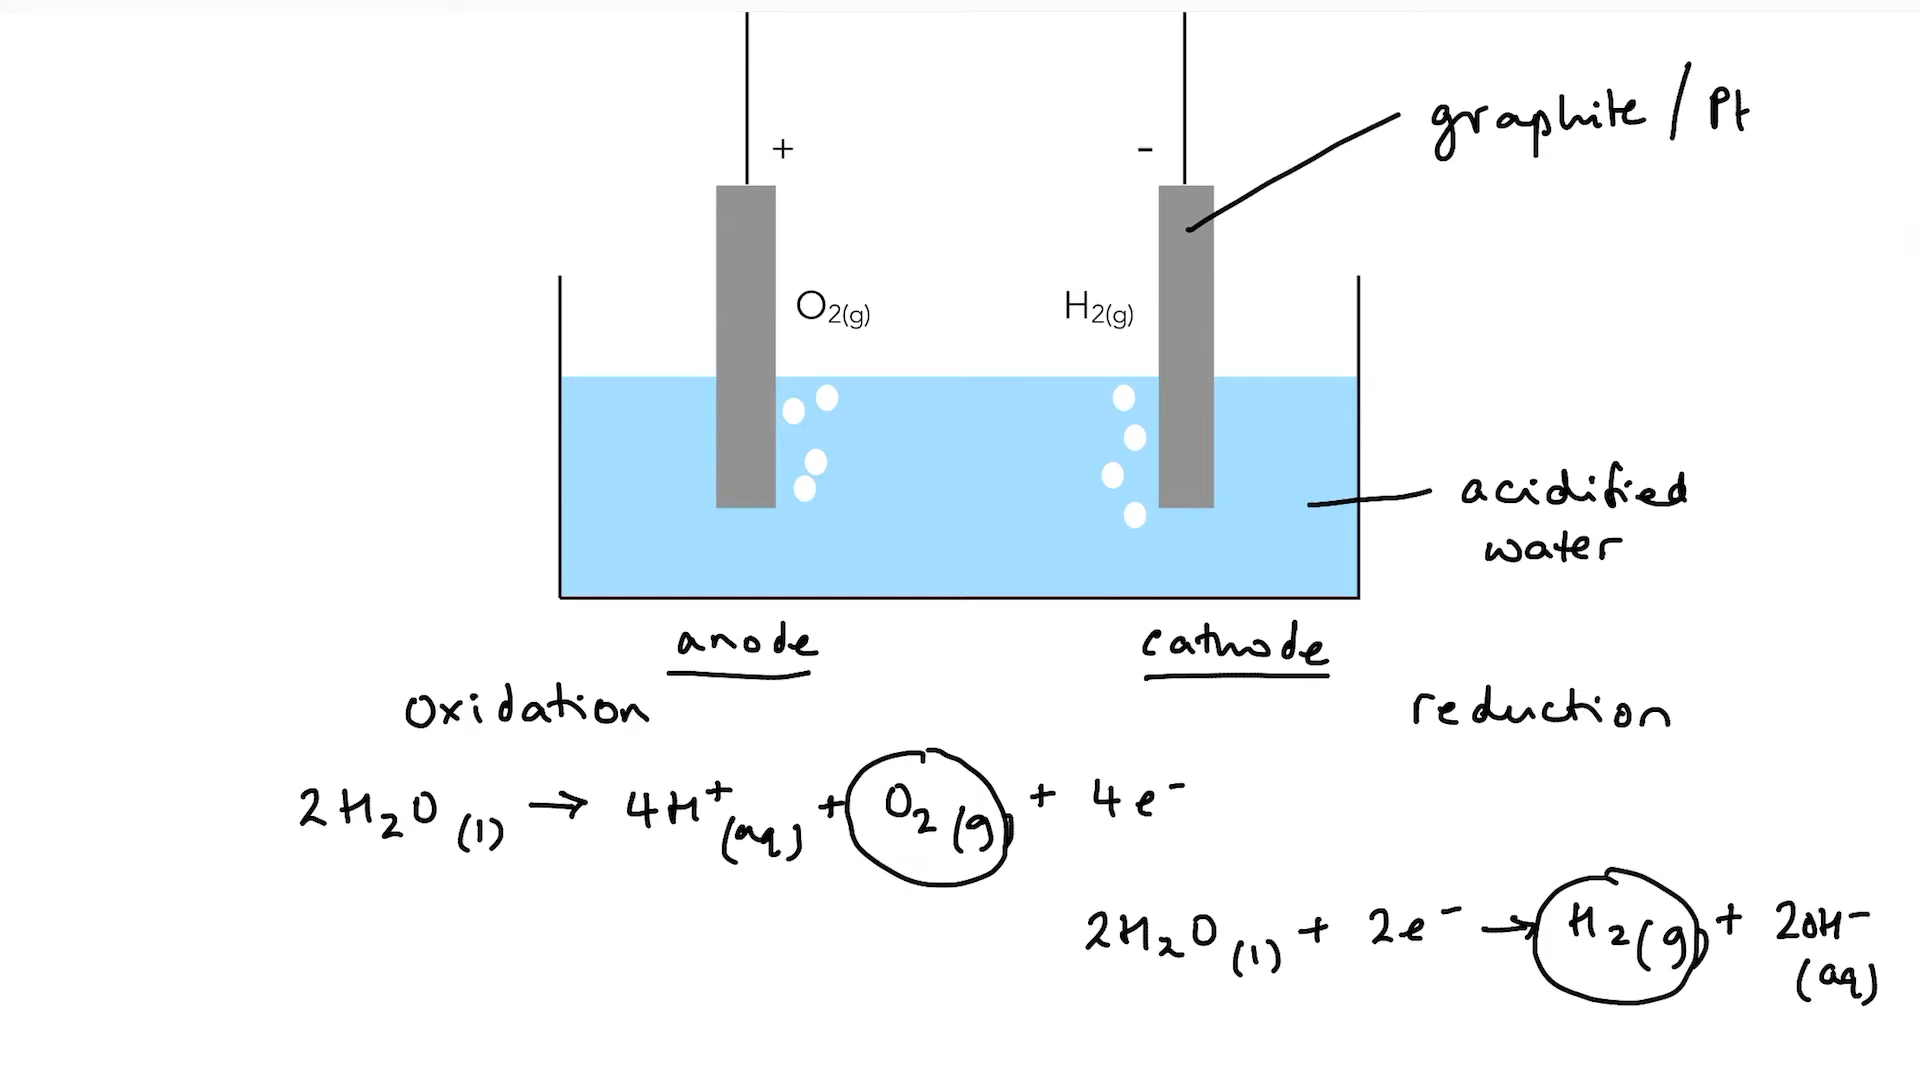 +
-
graphite / Pt
O₂(g)
H₂(g)
acidified
water
anode
cathode
oxidation
reduction
2H₂O (l) → 4H⁺ (aq) + O₂ (g) + 4e⁻
2H₂O (l) + 2e⁻ → H₂ (g) + 2OH⁻ (aq)